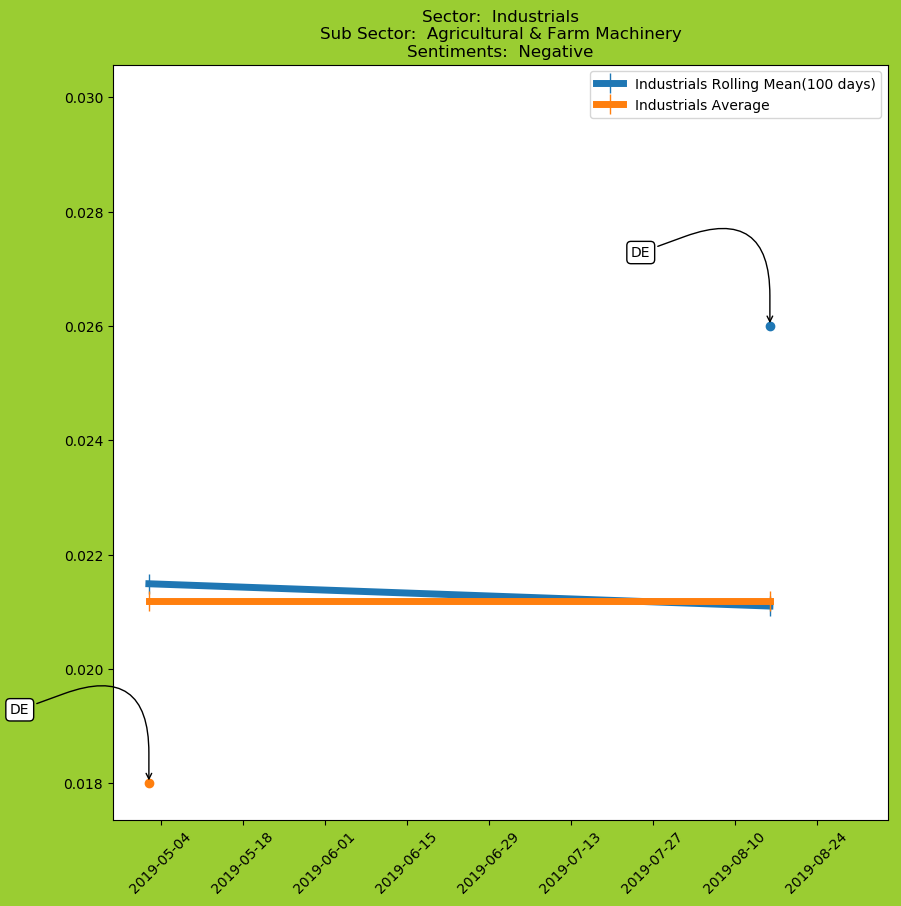 Sector:  Industrials
Sub Sector:  Agricultural & Farm Machinery
Sentiments:  Negative
Industrials Rolling Mean(100 days)
Industrials Average
0.030
0.028
0.026
0.024
0.022
0.020
0.018
DE
DE
2019-05-04
2019-05-18
2019-06-01
2019-06-15
2019-06-29
2019-07-13
2019-07-27
2019-08-10
2019-08-24